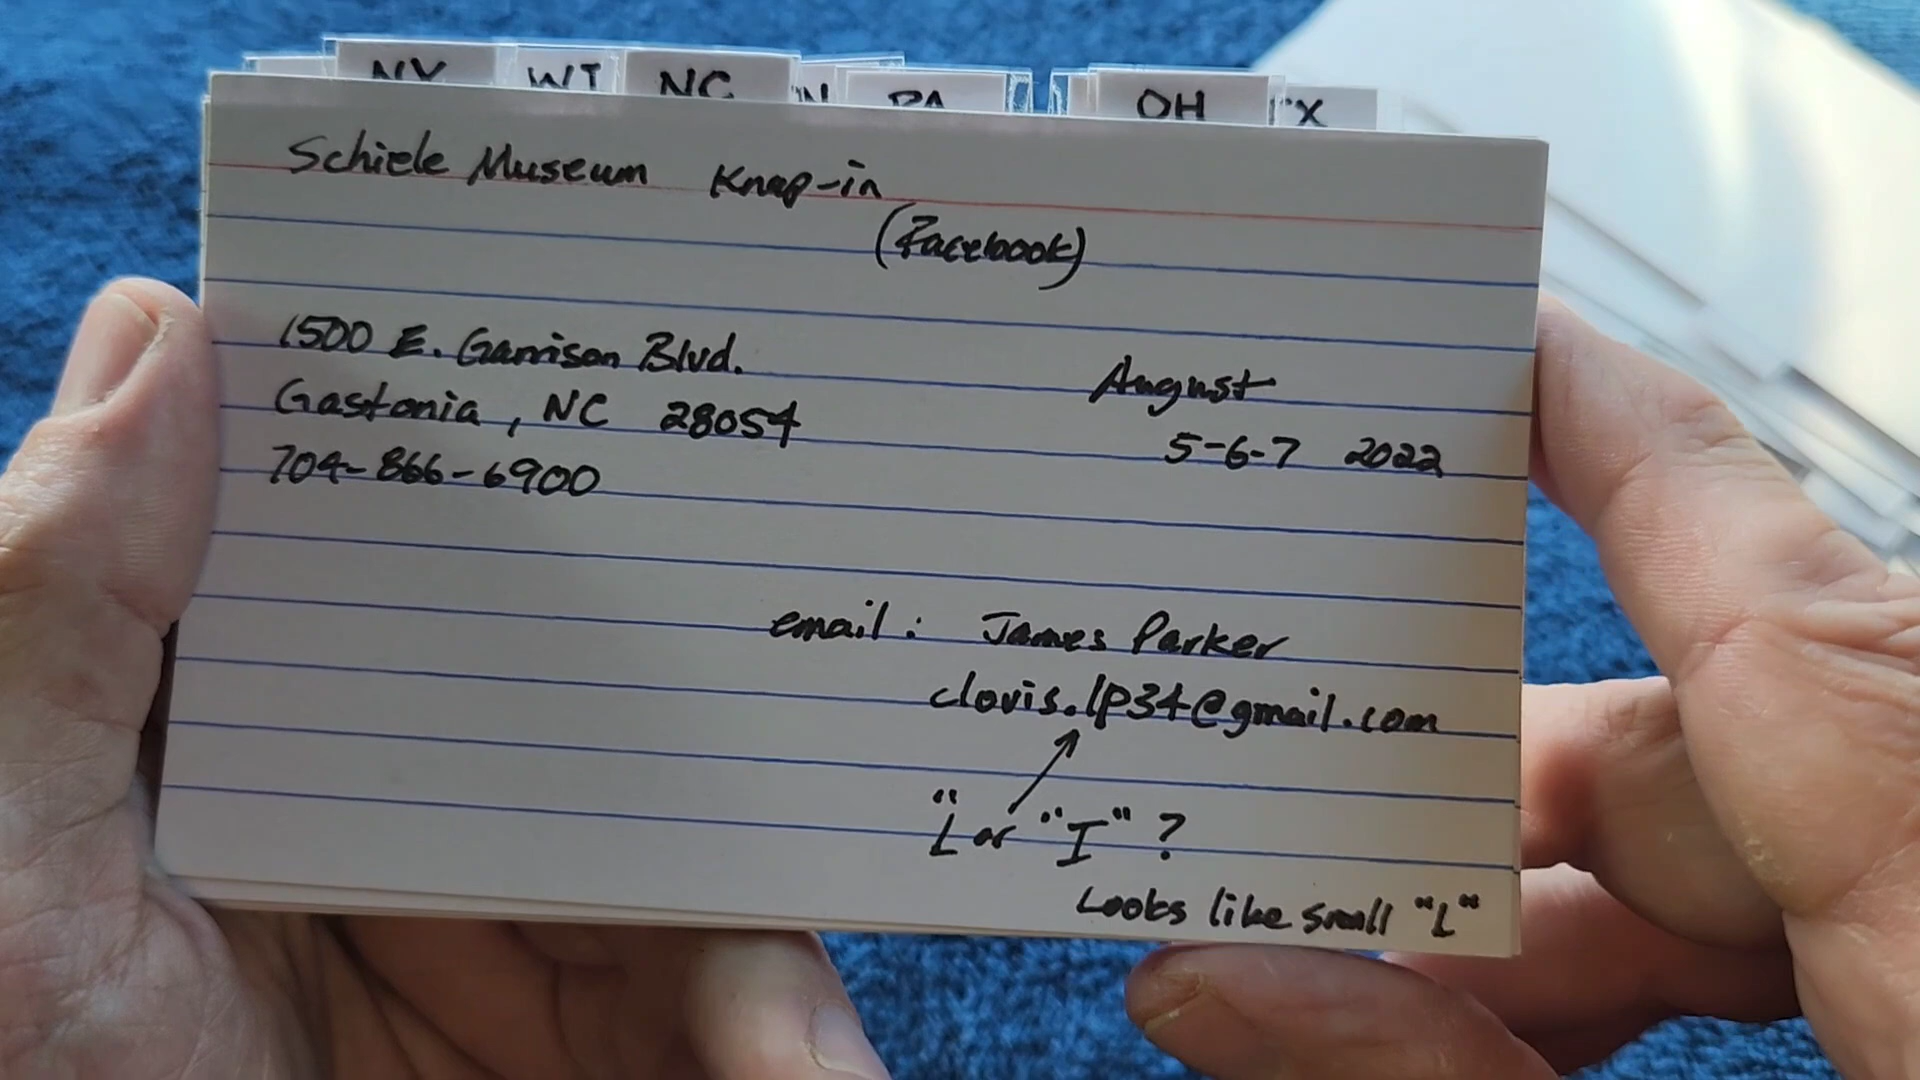 NY WI NC N PA OH TX
Schiele Museum Knap-in
(Facebook)
1500 E. Garrison Blvd.
Gastonia, NC 28054
704-866-6900
August
5-6-7 2022
email: James Parker
clovis.lp34@gmail.com
"L or "I" ?
Looks like small "L"